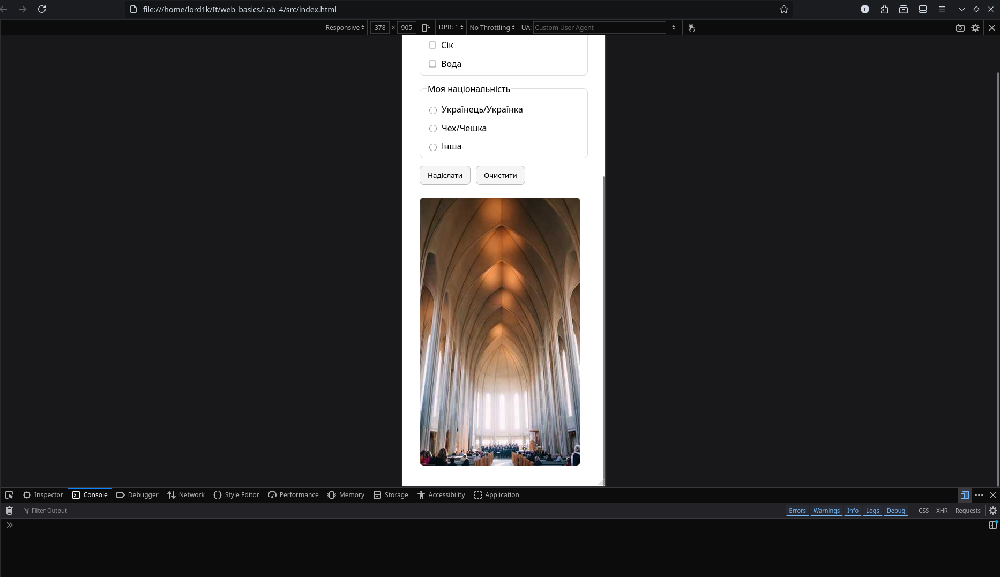 file:///home/lord1k/It/web_basics/Lab_4/src/index.html
Responsive 378 × 905 DPR: 1 No Throttling UA: Custom User Agent
Сік
Вода
Моя національність
Українець/Українка
Чех/Чешка
Інша
Надіслати Очистити
Inspector Console Debugger Network Style Editor Performance Memory Storage Accessibility Application
Filter Output Errors Warnings Info Logs Debug CSS XHR Requests